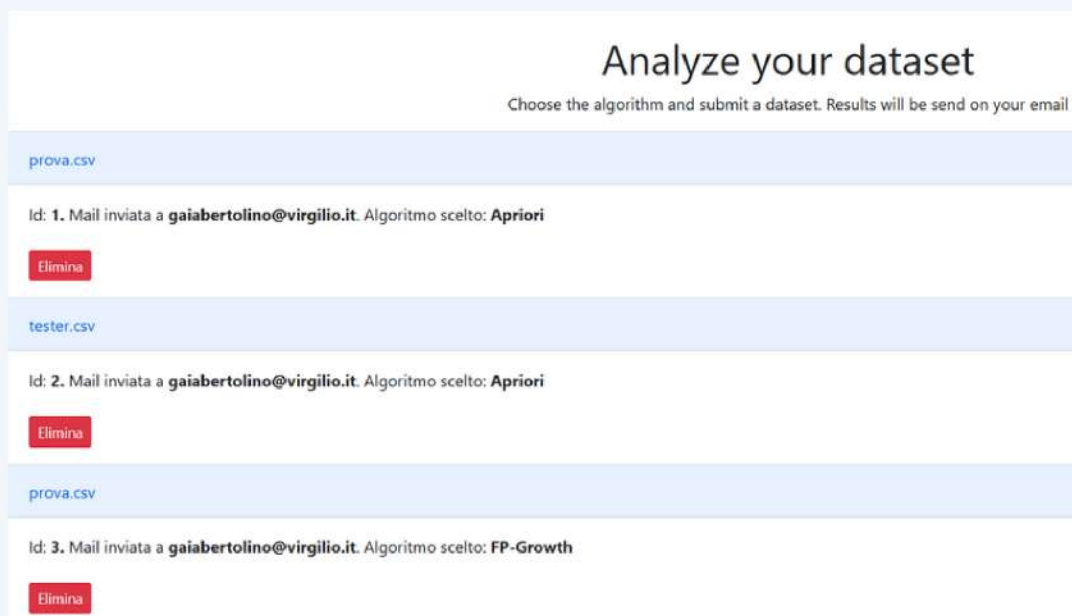 Analyze your dataset
Choose the algorithm and submit a dataset. Results will be send on your email
prova.csv
Id: 1. Mail inviata a gaiabertolino@virgilio.it. Algoritmo scelto: Apriori
Elimina
tester.csv
Id: 2. Mail inviata a gaiabertolino@virgilio.it. Algoritmo scelto: Apriori
Elimina
prova.csv
Id: 3. Mail inviata a gaiabertolino@virgilio.it. Algoritmo scelto: FP-Growth
Elimina